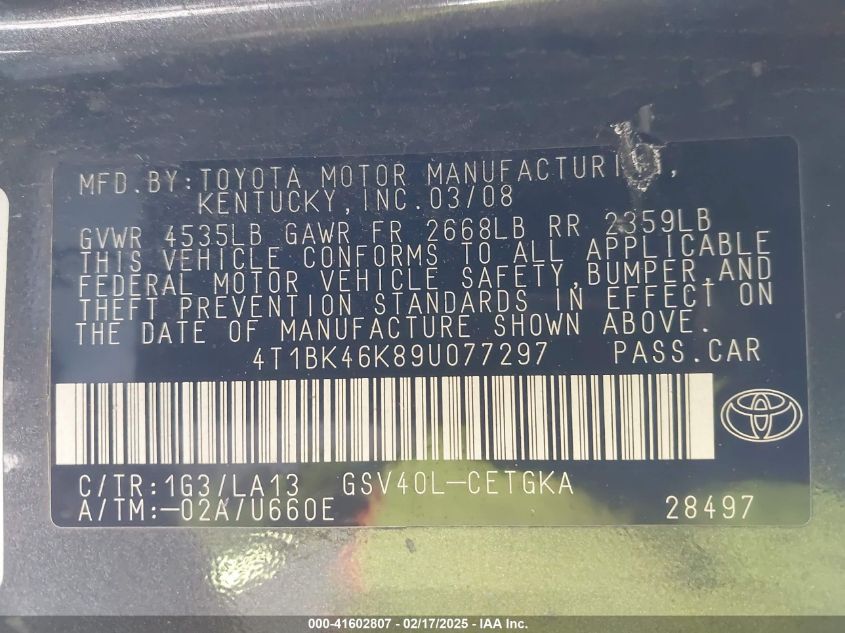 MFD. BY: TOYOTA MOTOR MANUFACTURING,
KENTUCKY, INC. 03/08
GVWR 4535LB GAWR FR 2668LB RR 2359LB
THIS VEHICLE CONFORMS TO ALL APPLICABLE
FEDERAL MOTOR VEHICLE SAFETY, BUMPER, AND
THEFT PREVENTION STANDARDS IN EFFECT ON
THE DATE OF MANUFACTURE SHOWN ABOVE.
4T1BK46K89U077297 PASS. CAR
C/TR: 1G3/LA13 GSV40L-CETGKA
A/TM: -02A/U660E 28497
000-41602807 - 02/17/2025 - IAA Inc.